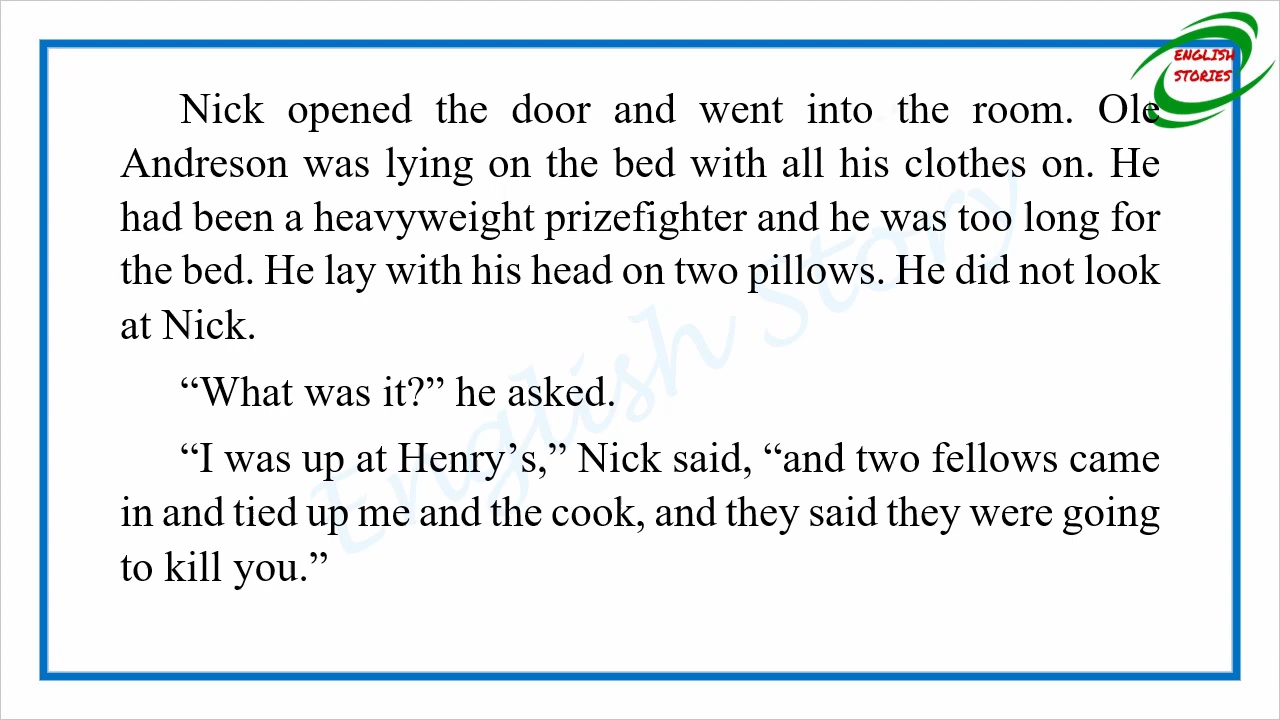 ENGLISH
STORIES
Nick opened the door and went into the room. Ole
Andreson was lying on the bed with all his clothes on. He
had been a heavyweight prizefighter and he was too long for
the bed. He lay with his head on two pillows. He did not look
at Nick.
“What was it?” he asked.
“I was up at Henry’s,” Nick said, “and two fellows came
in and tied up me and the cook, and they said they were going
to kill you.”
English Story